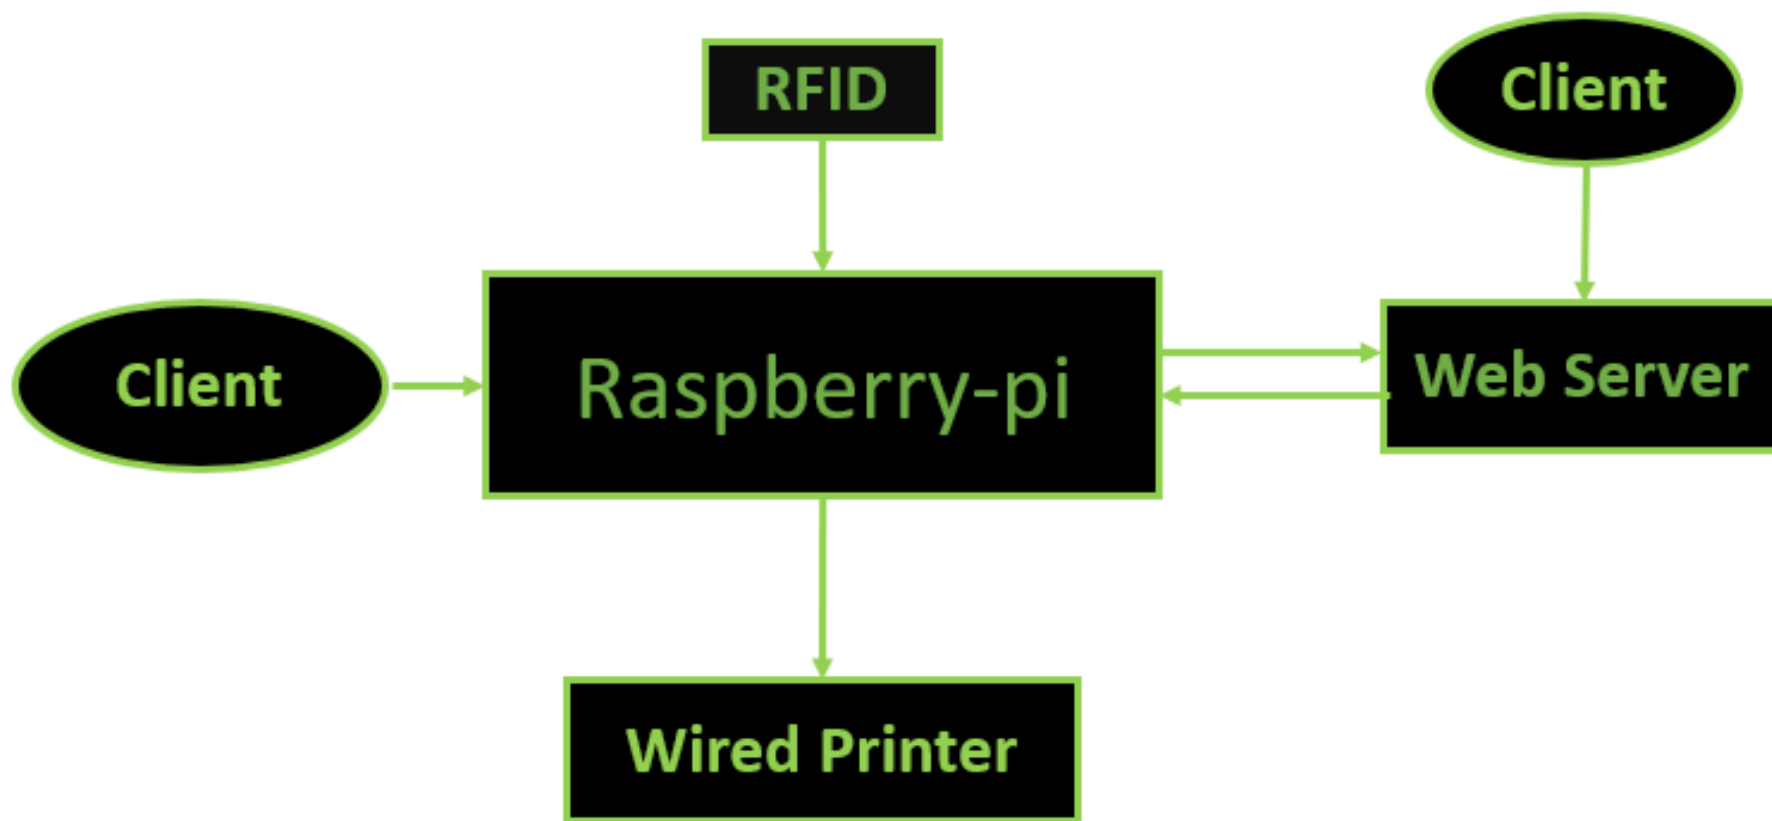 RFID
Client
Client
Raspberry-pi
Web Server
Wired Printer